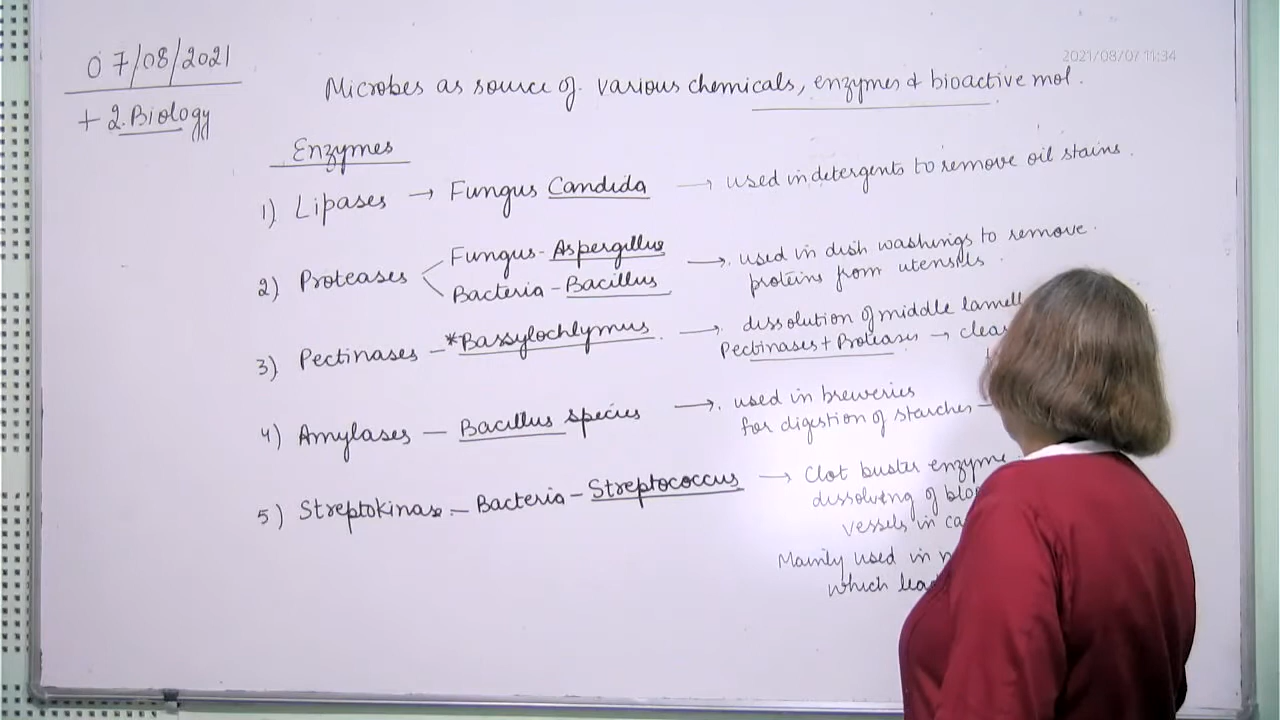 07/08/2021
+2.Biology
2021/08/07 11:34
Microbes as source of various chemicals, enzymes & bioactive mol.
Enzymes
1) Lipases → Fungus Candida → used in detergents to remove oil stains.
2) Proteases < Fungus - Aspergillus → used in dish washings to remove
Bacteria - Bacillus proteins from utensils.
3) Pectinases - *Bassylochlymus → dissolution of middle lamell
Pectinases + Proteases → clea
4) Amylases - Bacillus species → used in breweries
for digestion of starches -
5) Streptokinase - Bacteria - Streptococcus → Clot buster enzyme
dissolving of blo
vessels in ca
Mainly used in
which lea